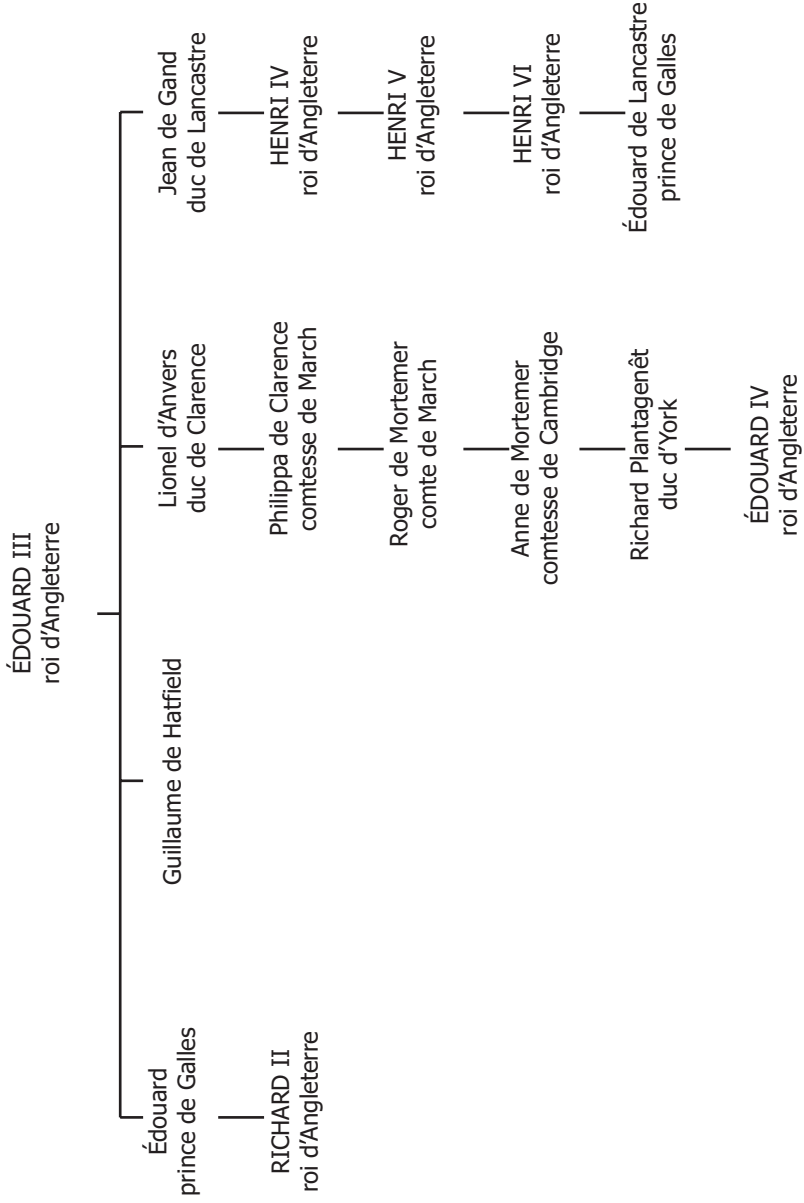 ÉDOUARD III
roi d'Angleterre
Édouard
prince de Galles
Guillaume de Hatfield
Lionel d'Anvers
duc de Clarence
Jean de Gand
duc de Lancastre
RICHARD II
roi d'Angleterre
Philippa de Clarence
comtesse de March
HENRI IV
roi d'Angleterre
Roger de Mortemer
comte de March
HENRI V
roi d'Angleterre
Anne de Mortemer
comtesse de Cambridge
HENRI VI
roi d'Angleterre
Richard Plantagenêt
duc d'York
Édouard de Lancastre
prince de Galles
ÉDOUARD IV
roi d'Angleterre